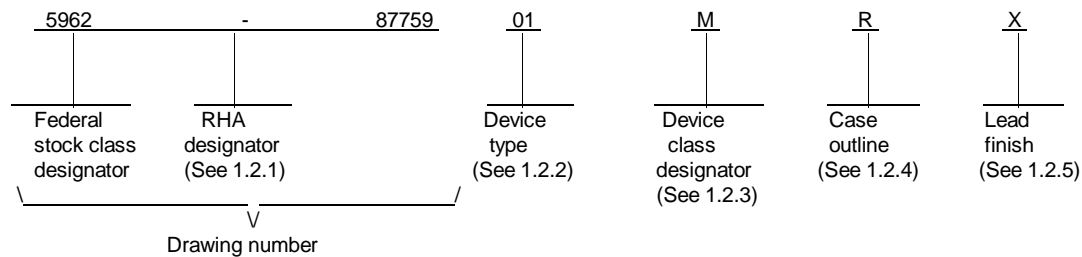 5962 - 87759 01 M R X
Federal stock class designator
RHA designator (See 1.2.1)
Device type (See 1.2.2)
Device class designator (See 1.2.3)
Case outline (See 1.2.4)
Lead finish (See 1.2.5)
Drawing number